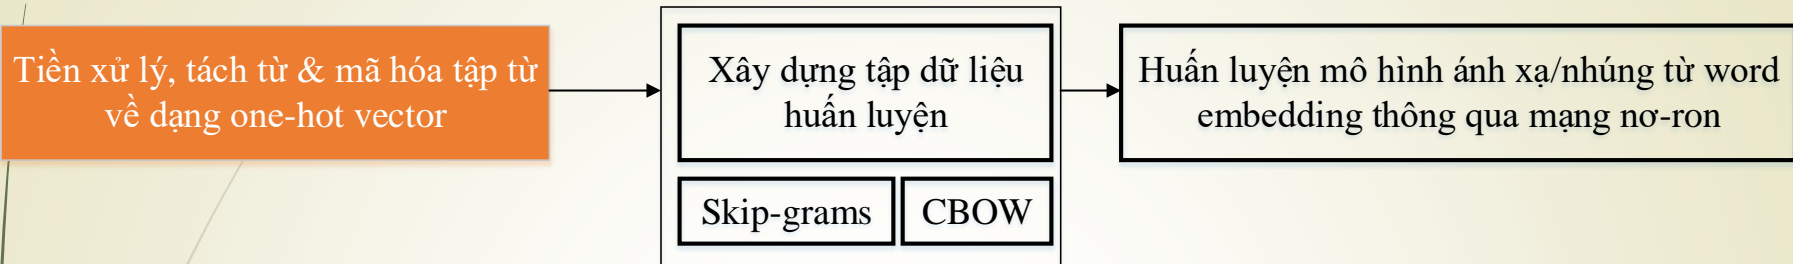 Tiền xử lý, tách từ & mã hóa tập từ
về dạng one-hot vector
Xây dựng tập dữ liệu
huấn luyện
Skip-grams
CBOW
Huấn luyện mô hình ánh xạ/nhúng từ word
embedding thông qua mạng nơ-ron